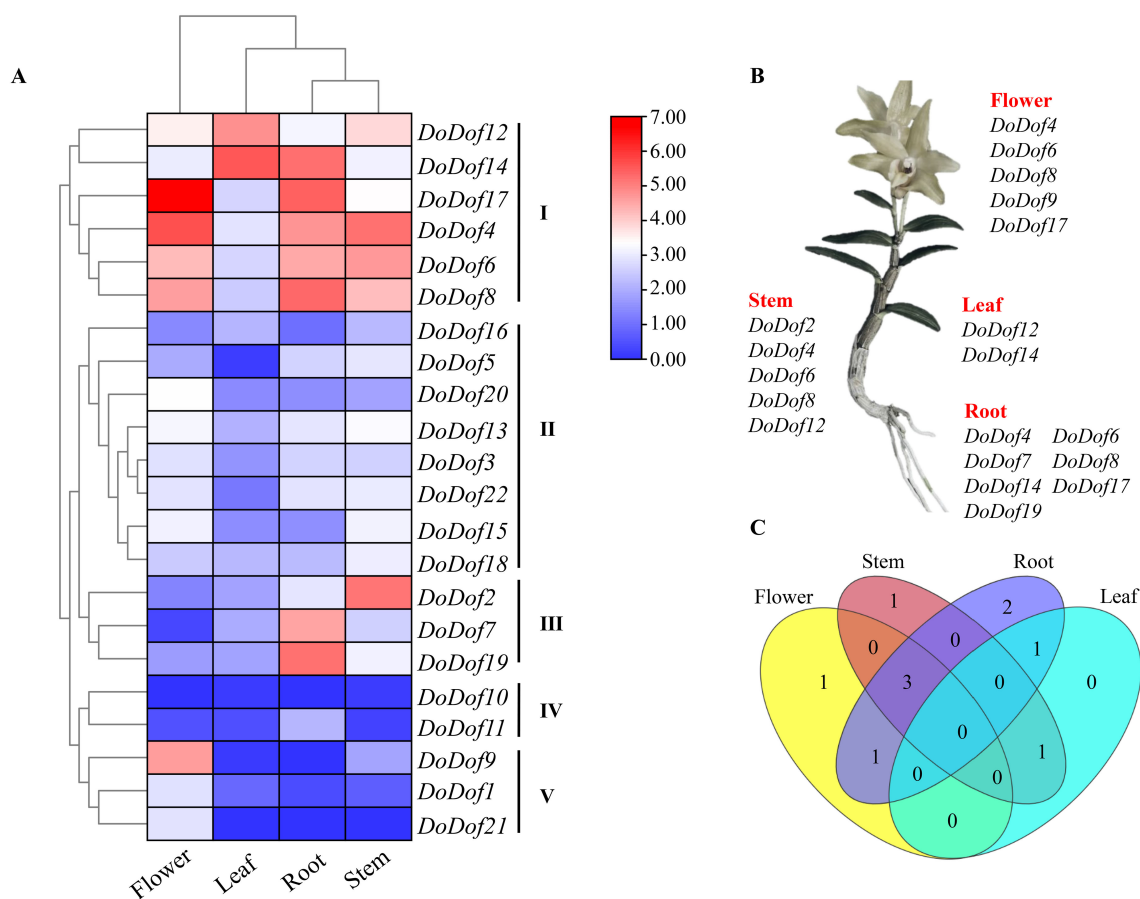 A
DoDof12
DoDof14
DoDof17
DoDof4
DoDof6
DoDof8
DoDof16
DoDof5
DoDof20
DoDof13
DoDof3
DoDof22
DoDof15
DoDof18
DoDof2
DoDof7
DoDof19
DoDof10
DoDof11
DoDof9
DoDof1
DoDof21
I
II
III
IV
V
Flower Leaf Root Stem
7.00
6.00
5.00
4.00
3.00
2.00
1.00
0.00
B
Flower
DoDof4
DoDof6
DoDof8
DoDof9
DoDof17
Stem
DoDof2
DoDof4
DoDof6
DoDof8
DoDof12
Leaf
DoDof12
DoDof14
Root
DoDof4 DoDof6
DoDof7 DoDof8
DoDof14 DoDof17
DoDof19
C
Stem Root
Flower Leaf
1 2
0 0 1
1 3 0 0
0
1 0 0 1
0